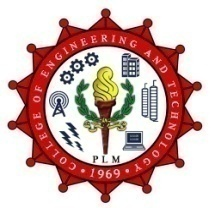 COLLEGE OF ENGINEERING AND TECHNOLOGY
PLM
• 1969 •